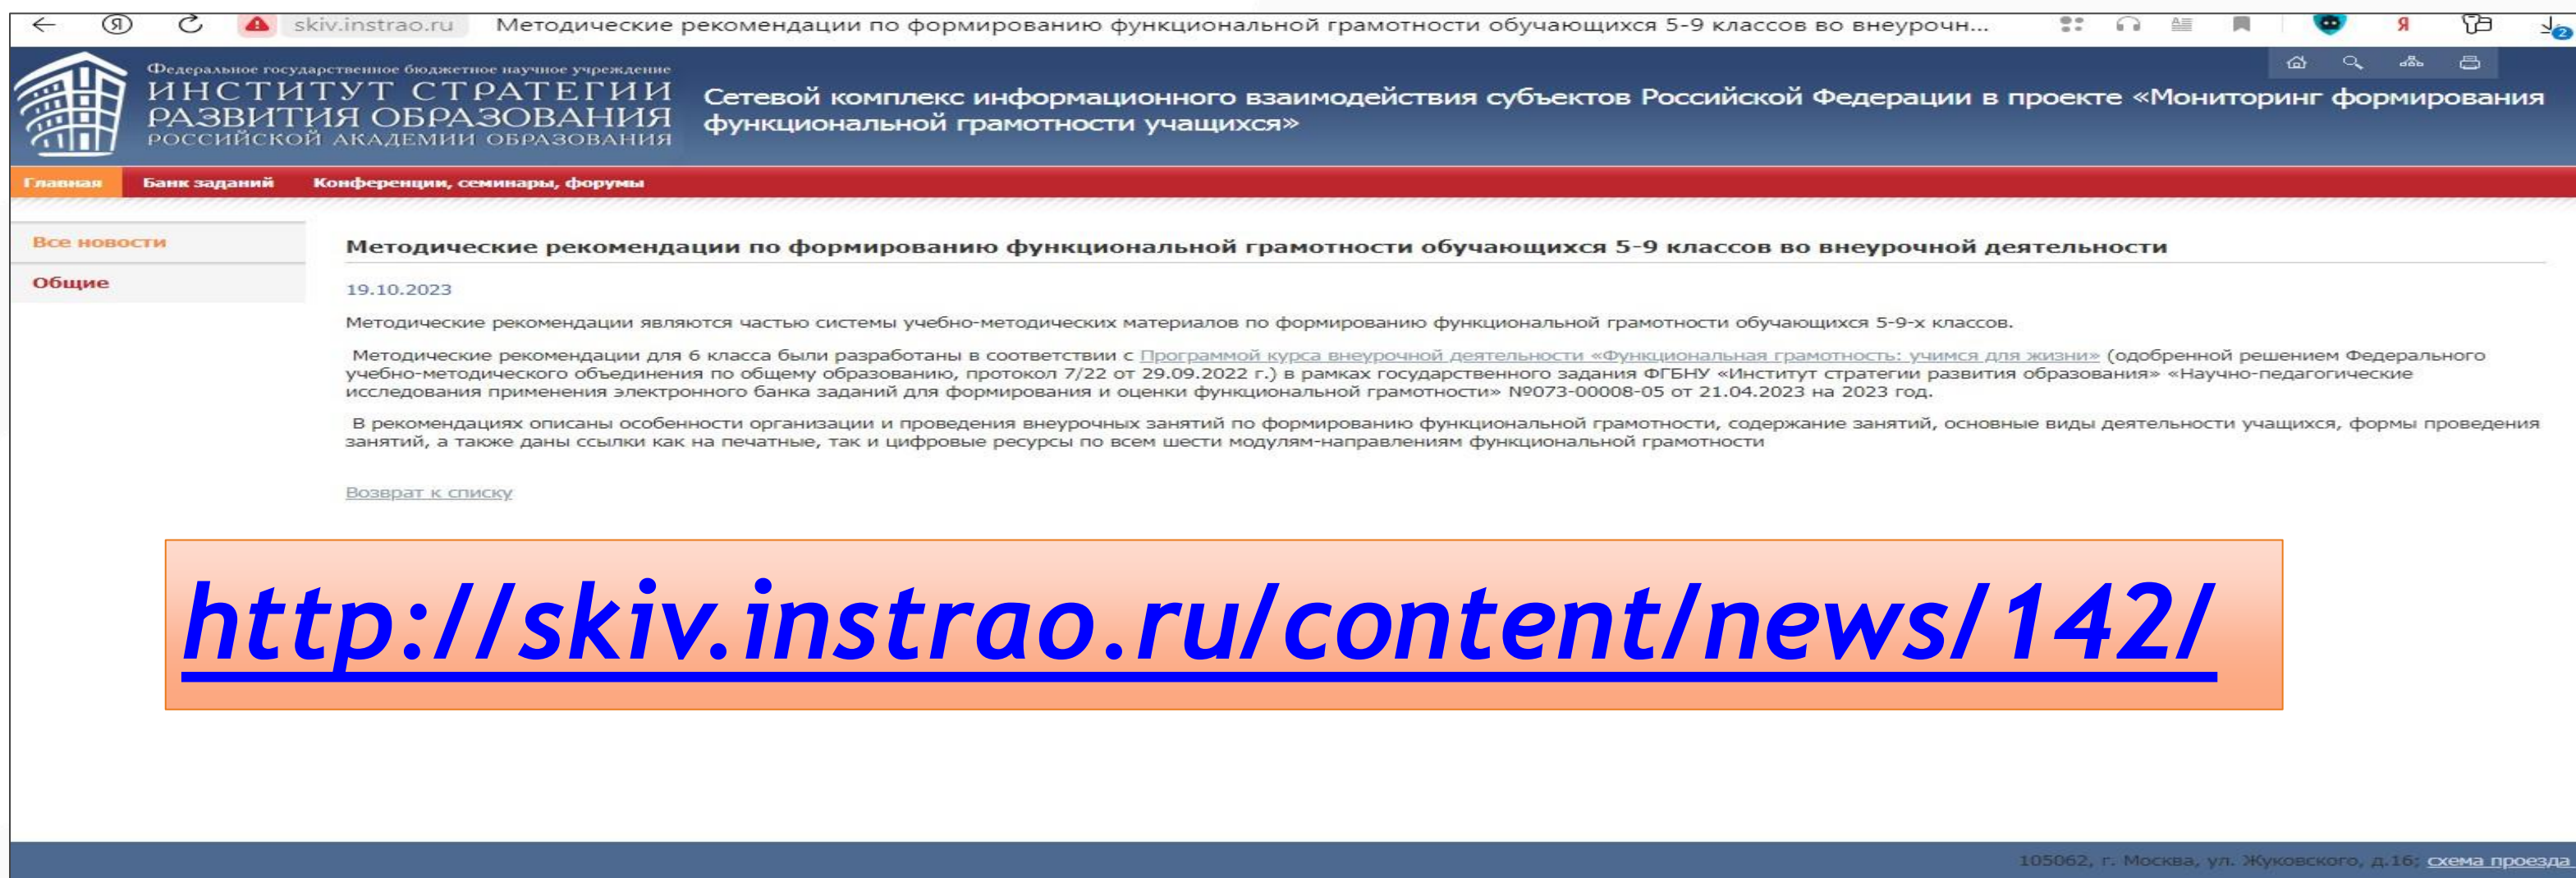 skiv.instrao.ru Методические рекомендации по формированию функциональной грамотности обучающихся 5-9 классов во внеурочн...
Я
2
Федеральное государственное бюджетное научное учреждение
ИНСТИТУТ СТРАТЕГИИ
РАЗВИТИЯ ОБРАЗОВАНИЯ
РОССИЙСКОЙ АКАДЕМИИ ОБРАЗОВАНИЯ
Сетевой комплекс информационного взаимодействия субъектов Российской Федерации в проекте «Мониторинг формирования
функциональной грамотности учащихся»
Главная Банк заданий Конференции, семинары, форумы
Все новости
Общие
Методические рекомендации по формированию функциональной грамотности обучающихся 5-9 классов во внеурочной деятельности
19.10.2023
Методические рекомендации являются частью системы учебно-методических материалов по формированию функциональной грамотности обучающихся 5-9-х классов.
Методические рекомендации для 6 класса были разработаны в соответствии с Программой курса внеурочной деятельности «Функциональная грамотность: учимся для жизни» (одобренной решением Федерального
учебно-методического объединения по общему образованию, протокол 7/22 от 29.09.2022 г.) в рамках государственного задания ФГБНУ «Институт стратегии развития образования» «Научно-педагогические
исследования применения электронного банка заданий для формирования и оценки функциональной грамотности» №073-00008-05 от 21.04.2023 на 2023 год.
В рекомендациях описаны особенности организации и проведения внеурочных занятий по формированию функциональной грамотности, содержание занятий, основные виды деятельности учащихся, формы проведения
занятий, а также даны ссылки как на печатные, так и цифровые ресурсы по всем шести модулям-направлениям функциональной грамотности
Возврат к списку
http://skiv.instrao.ru/content/news/142/
105062, г. Москва, ул. Жуковского, д.16; схема проезда